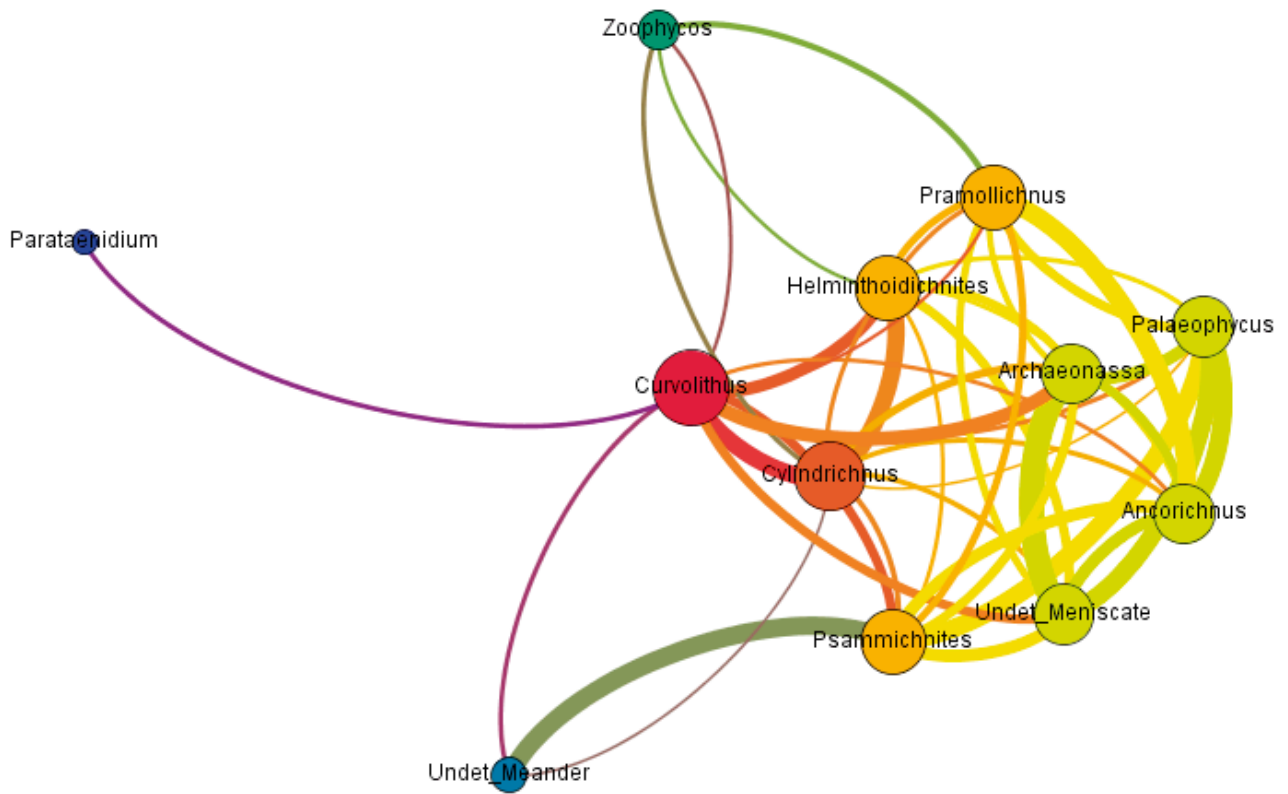 Zoophycos
Pramollichnus
Parataenidium
Helminthoidichnites
Palaeophycus
Archaeonassa
Curvolithus
Cylindrichnus
Ancorichnus
Undet_Meniscate
Psammichnites
Undet_Meander